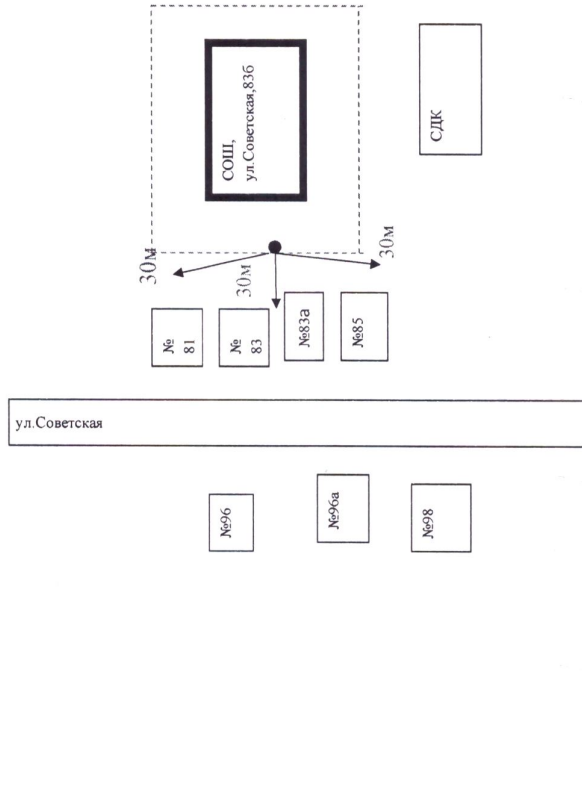 СОШ,
ул.Советская,83б
СДК
30м
30м
30м
№
81
№
83
№83а
№85
ул.Советская
№96
№96а
№98